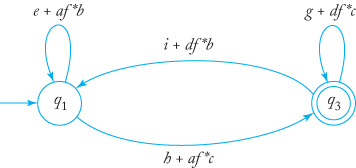 e + af*b
g + df*c
i + df*b
q1
q3
h + af*c